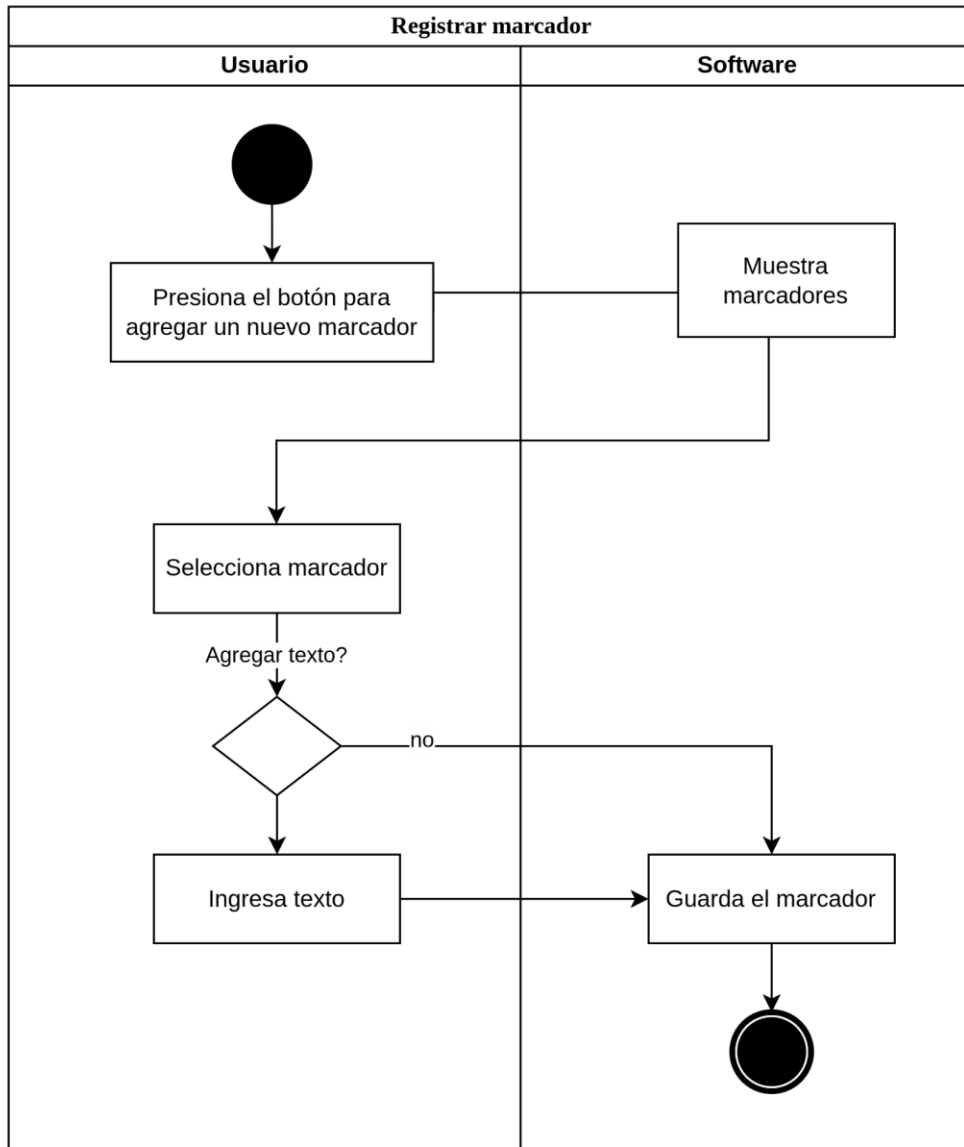 Registrar marcador
Usuario
Software
Presiona el botón para
agregar un nuevo marcador
Muestra
marcadores
Selecciona marcador
Agregar texto?
no
Ingresa texto
Guarda el marcador